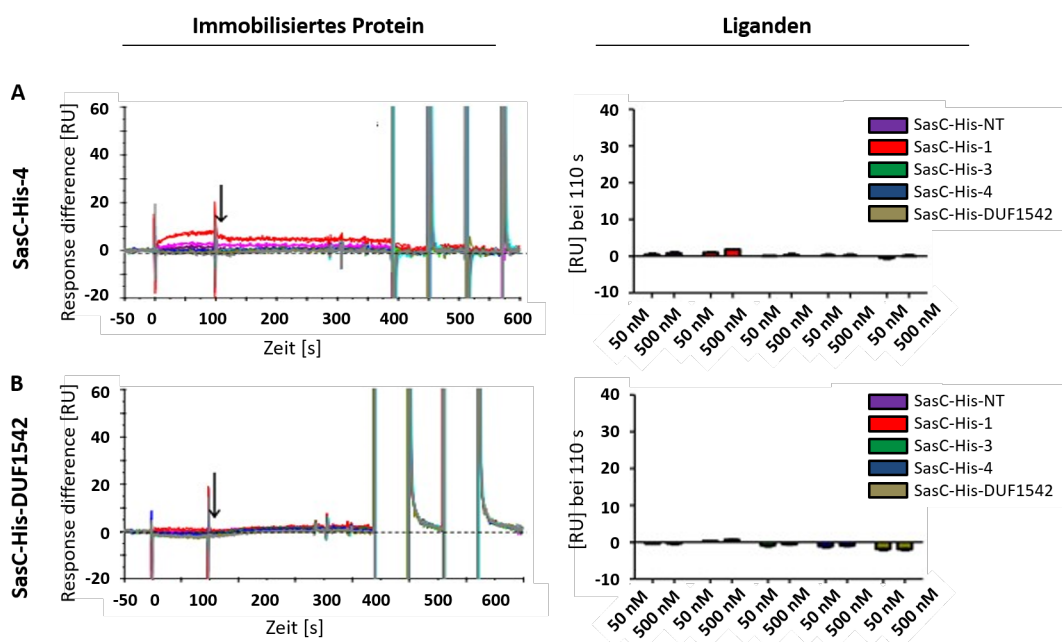 Immobilisiertes Protein
Liganden
A
SasC-His-4
Response difference [RU]
60
40
20
0
-20
-50 0 100 200 300 400 500 600
Zeit [s]
[RU] bei 110 s
40
30
20
10
0
-10
SasC-His-NT
SasC-His-1
SasC-His-3
SasC-His-4
SasC-His-DUF1542
50 nM 500 nM 50 nM 500 nM 50 nM 500 nM 50 nM 500 nM 50 nM 500 nM
B
SasC-His-DUF1542
Response difference [RU]
60
40
20
0
-20
-50 0 100 200 300 400 500 600
Zeit [s]
[RU] bei 110 s
40
30
20
10
0
-10
SasC-His-NT
SasC-His-1
SasC-His-3
SasC-His-4
SasC-His-DUF1542
50 nM 500 nM 50 nM 500 nM 50 nM 500 nM 50 nM 500 nM 50 nM 500 nM